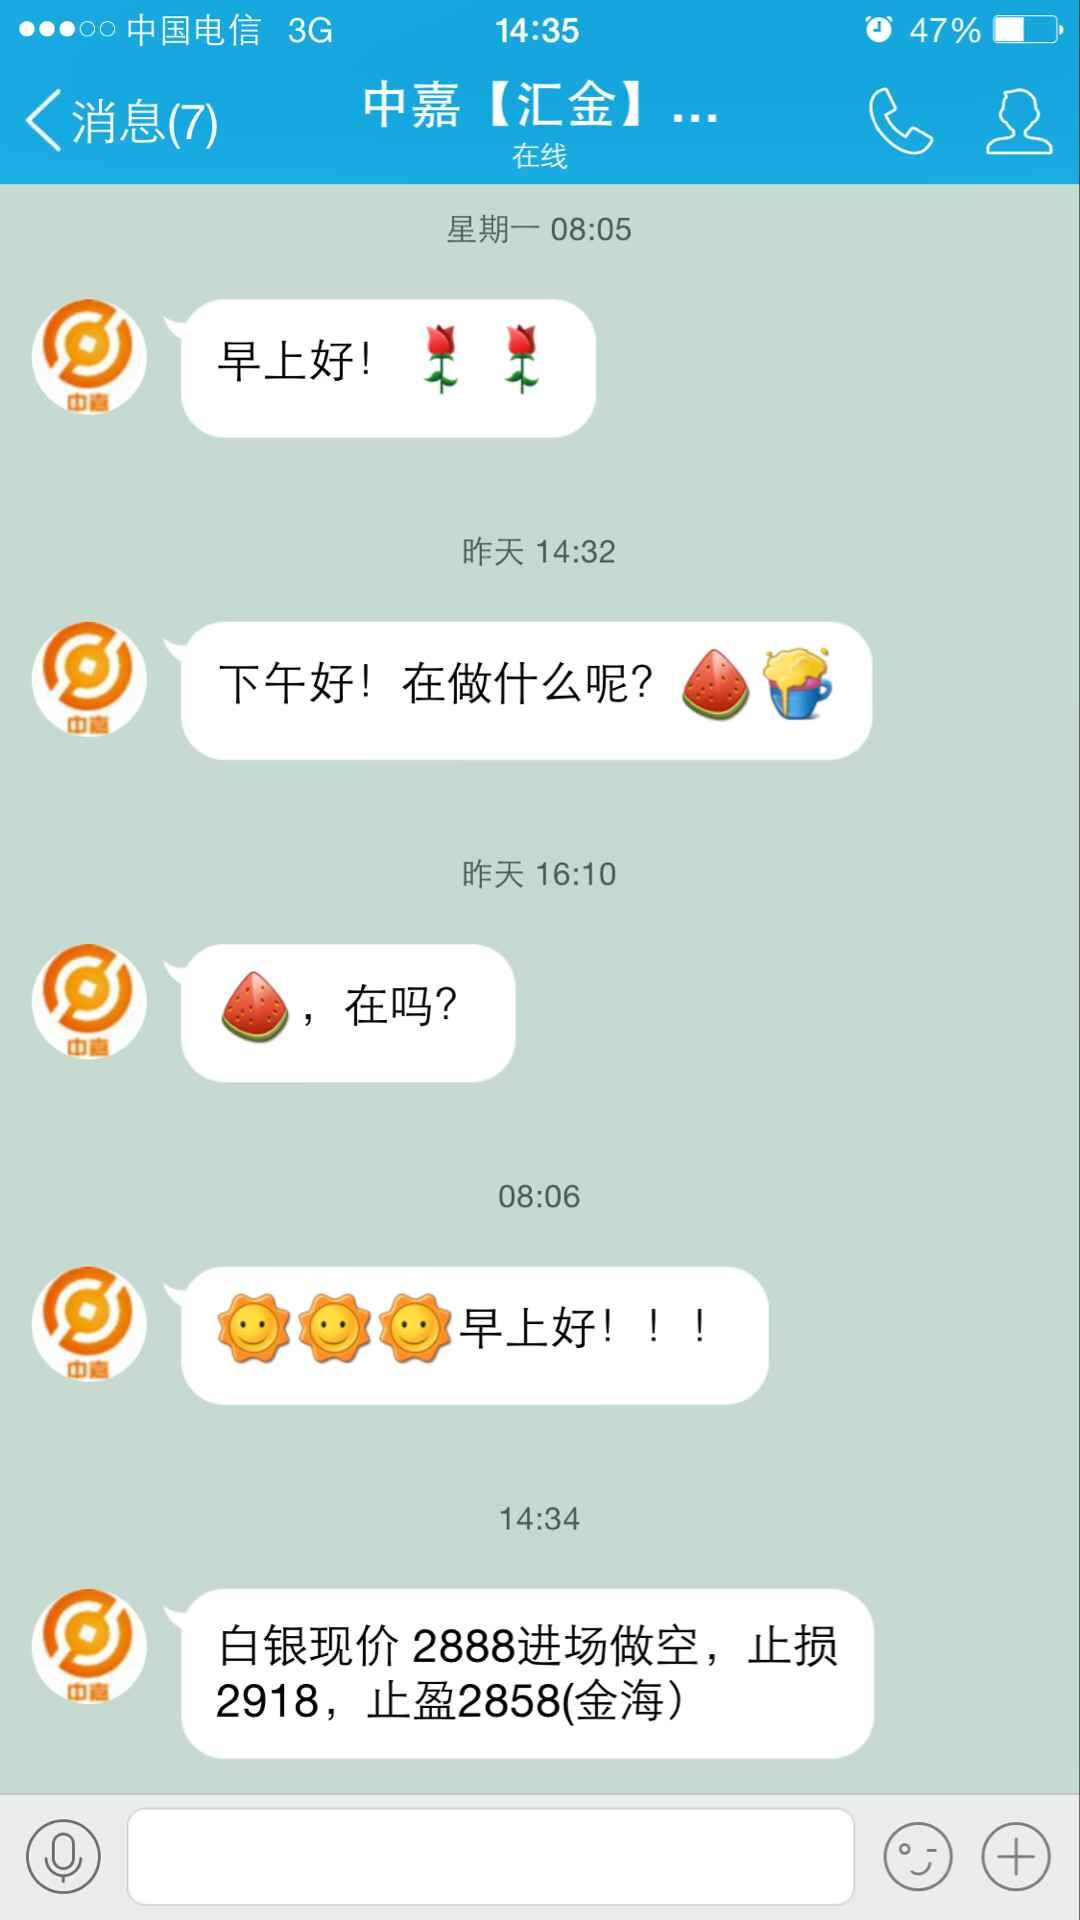 中国电信 3G 14:35 47%
消息(7) 中嘉【汇金】...
在线
星期一 08:05
早上好！
中嘉
昨天 14:32
下午好！在做什么呢？
中嘉
昨天 16:10
，在吗？
中嘉
08:06
早上好！！！
中嘉
14:34
白银现价 2888进场做空，止损
2918，止盈2858(金海）
中嘉